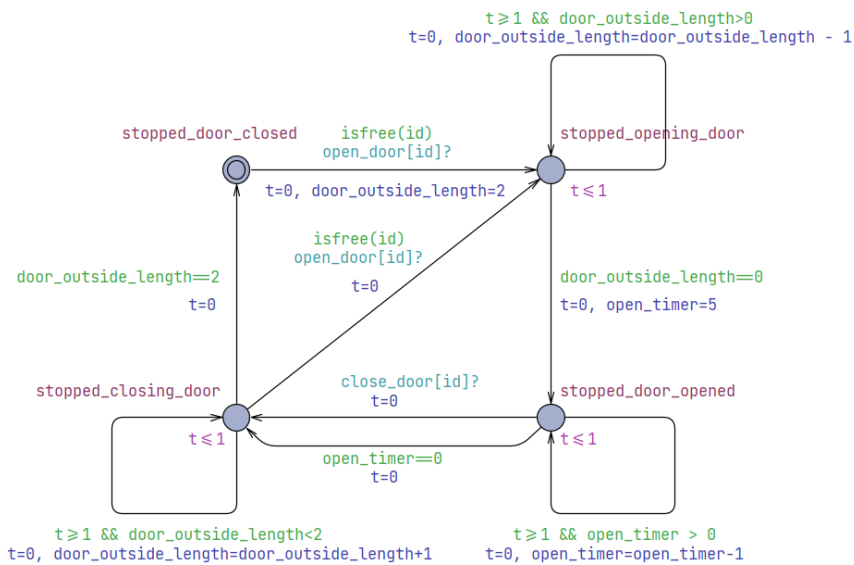 t⩾1 && door_outside_length>0
t=0, door_outside_length=door_outside_length - 1
stopped_door_closed
isfree(id)
open_door[id]?
stopped_opening_door
t=0, door_outside_length=2
t⩽1
isfree(id)
open_door[id]?
t=0
door_outside_length==2
t=0
door_outside_length==0
t=0, open_timer=5
stopped_closing_door
close_door[id]?
t=0
stopped_door_opened
t⩽1
t⩽1
open_timer==0
t=0
t⩾1 && door_outside_length<2
t=0, door_outside_length=door_outside_length+1
t⩾1 && open_timer > 0
t=0, open_timer=open_timer-1